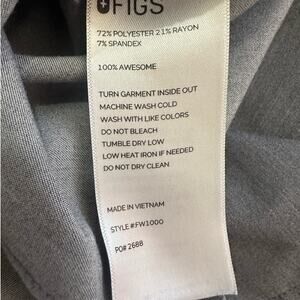 FIGS
72% POLYESTER 21% RAYON
7% SPANDEX
100% AWESOME
TURN GARMENT INSIDE OUT
MACHINE WASH COLD
WASH WITH LIKE COLORS
DO NOT BLEACH
TUMBLE DRY LOW
LOW HEAT IRON IF NEEDED
DO NOT DRY CLEAN
MADE IN VIETNAM
STYLE #FW1000
PO# 2688